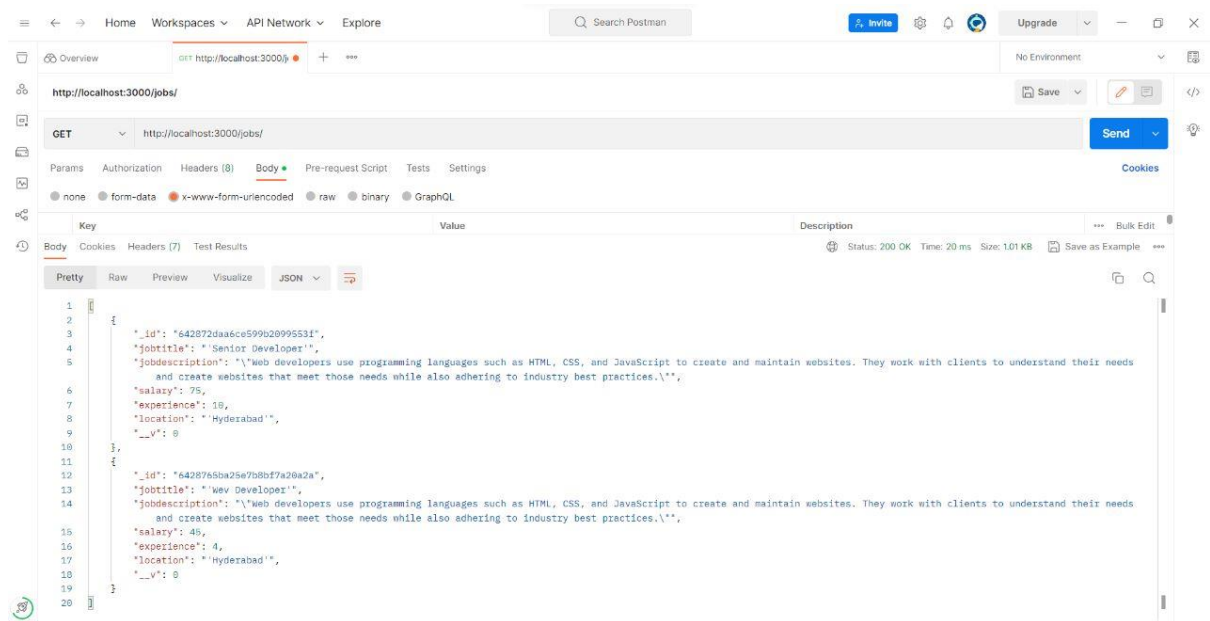 Home Workspaces API Network Explore Search Postman Invite Upgrade
Overview GET http://localhost:3000/j No Environment
http://localhost:3000/jobs/ Save
GET http://localhost:3000/jobs/ Send
Params Authorization Headers (8) Body Pre-request Script Tests Settings Cookies
none form-data x-www-form-urlencoded raw binary GraphQL
Key Value Description Bulk Edit
Body Cookies Headers (7) Test Results Status: 200 OK Time: 20 ms Size: 1.01 KB Save as Example
Pretty Raw Preview Visualize JSON
1 [
2 {
3 "_id": "642872daa6ce599b2099553f",
4 "jobtitle": "'Senior Developer'",
5 "jobdescription": "\"Web developers use programming languages such as HTML, CSS, and JavaScript to create and maintain websites. They work with clients to understand their needs
and create websites that meet those needs while also adhering to industry best practices.\"",
6 "salary": 75,
7 "experience": 10,
8 "location": "'Hyderabad'",
9 "__v": 0
10 },
11 {
12 "_id": "6428765ba25e7b8bf7a20a2a",
13 "jobtitle": "'Wev Developer'",
14 "jobdescription": "\"Web developers use programming languages such as HTML, CSS, and JavaScript to create and maintain websites. They work with clients to understand their needs
and create websites that meet those needs while also adhering to industry best practices.\"",
15 "salary": 45,
16 "experience": 4,
17 "location": "'Hyderabad'",
18 "__v": 0
19 }
20 ]